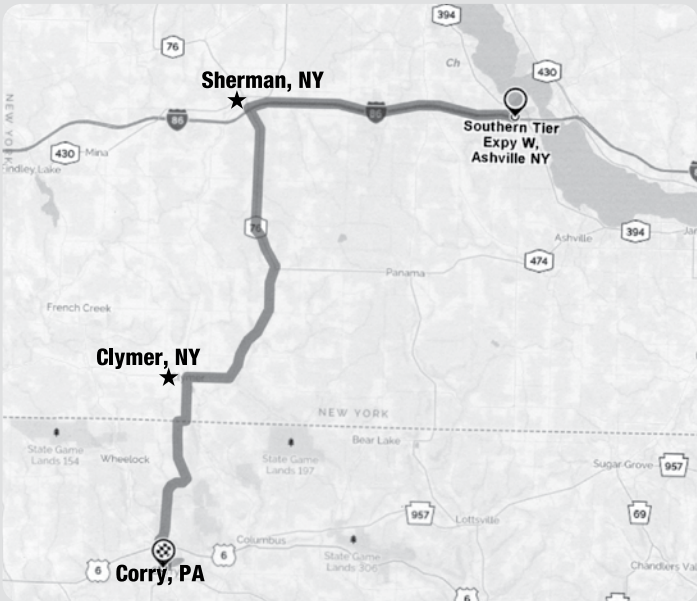 394
76
Ch
430
Sherman, NY
NEW YORK
86
86
Southern Tier
Expy W,
Ashville NY
430
Mina
indley Lake
76
Ashville
394
Jar
474
Panama
French Creek
Clymer, NY
NEW YORK
State Game
Lands 154
Wheelock
State Game
Lands 197
Bear Lake
Sugar Grove
957
957
Lottsville
69
Columbus
6
6
State Game
Lands 306
Chandlers Val
Corry, PA
6